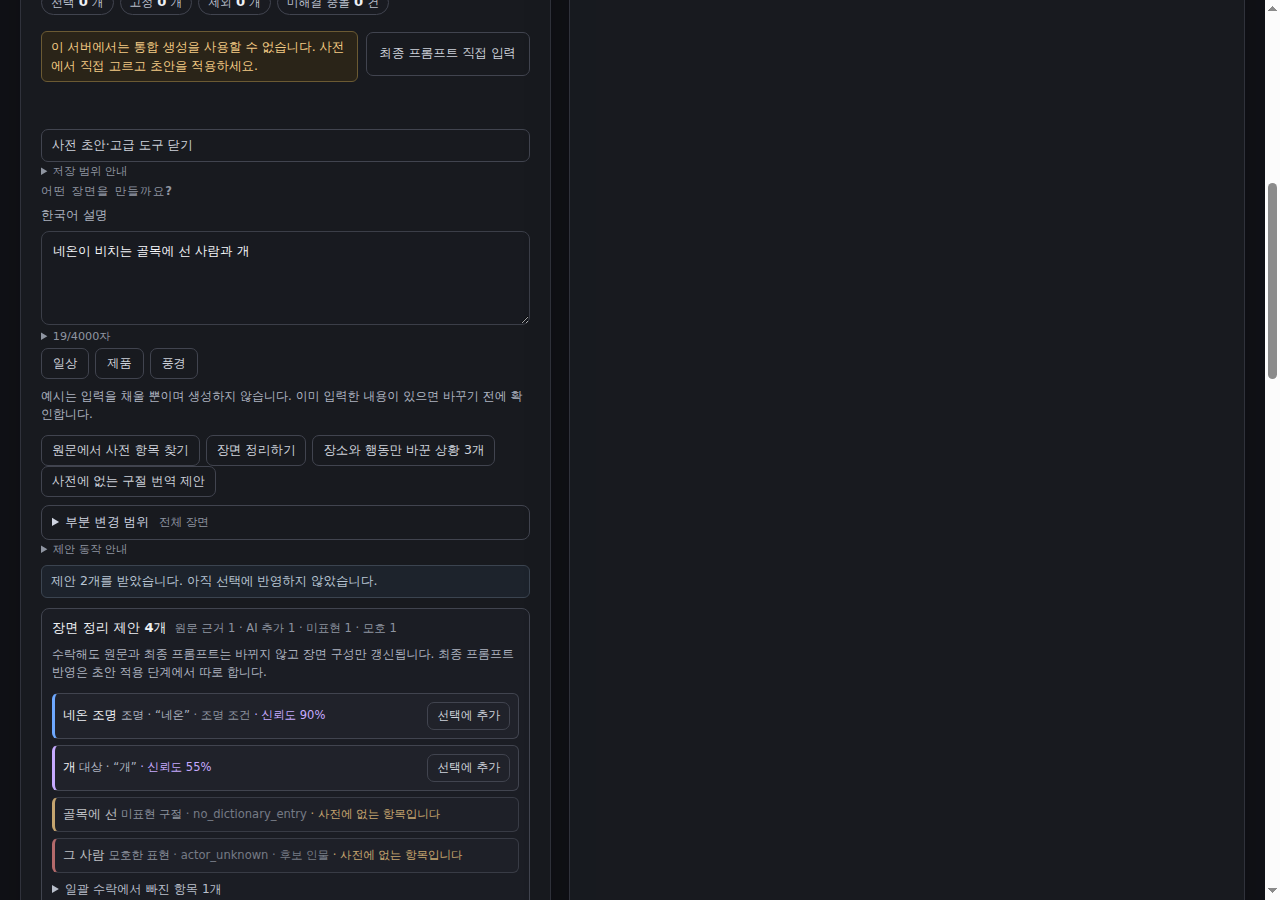 선택 0 개 고정 0 개 제외 0 개 미해결 충돌 0 건
이 서버에서는 통합 생성을 사용할 수 없습니다. 사전
에서 직접 고르고 초안을 적용하세요.
최종 프롬프트 직접 입력
사전 초안·고급 도구 닫기
▶ 저장 범위 안내
어떤 장면을 만들까요?
한국어 설명
네온이 비치는 골목에 선 사람과 개
▶ 19/4000자
일상 제품 풍경
예시는 입력을 채울 뿐이며 생성하지 않습니다. 이미 입력한 내용이 있으면 바꾸기 전에 확
인합니다.
원문에서 사전 항목 찾기 장면 정리하기 장소와 행동만 바꾼 상황 3개
사전에 없는 구절 번역 제안
▶ 부분 변경 범위 전체 장면
▶ 제안 동작 안내
제안 2개를 받았습니다. 아직 선택에 반영하지 않았습니다.
장면 정리 제안 4개 원문 근거 1 · AI 추가 1 · 미표현 1 · 모호 1
수락해도 원문과 최종 프롬프트는 바뀌지 않고 장면 구성만 갱신됩니다. 최종 프롬프트
반영은 초안 적용 단계에서 따로 합니다.
네온 조명 조명 · “네온” · 조명 조건 · 신뢰도 90% 선택에 추가
개 대상 · “개” · 신뢰도 55% 선택에 추가
골목에 선 미표현 구절 · no_dictionary_entry · 사전에 없는 항목입니다
그 사람 모호한 표현 · actor_unknown · 후보 인물 · 사전에 없는 항목입니다
▶ 일괄 수락에서 빠진 항목 1개